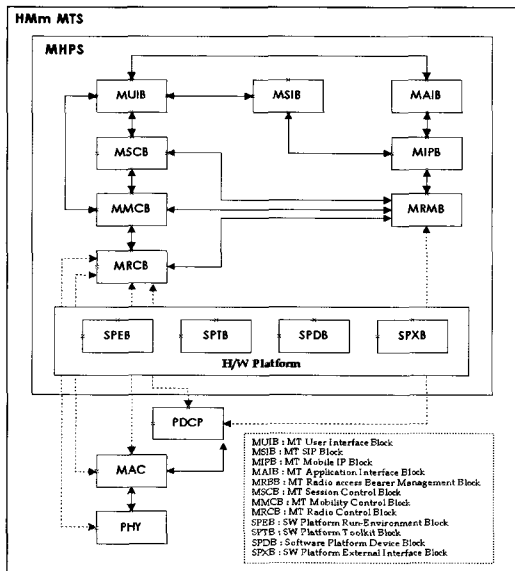 HMm MTS
MHPS
MUIB
MSIB
MAIB
MSCB
MIPB
MMCB
MRMB
MRCB
SPEB
SPTB
SPDB
SPXB
H/W Platform
PDCP
MAC
PHY
MUIB : MT User Interface Block
MSIB : MT SIP Block
MIPB : MT Mobile IP Block
MAIB : MT Application Interface Block
MRBB : MT Radio access Bearer Management Block
MSCB : MT Session Control Block
MMCB : MT Mobility Control Block
MRCB : MT Radio Control Block
SPEB : SW Platform Run-Environment Block
SPTB : SW Platform Toolkit Block
SPDB : Software Platform Device Block
SPXB : SW Platform External Interface Block